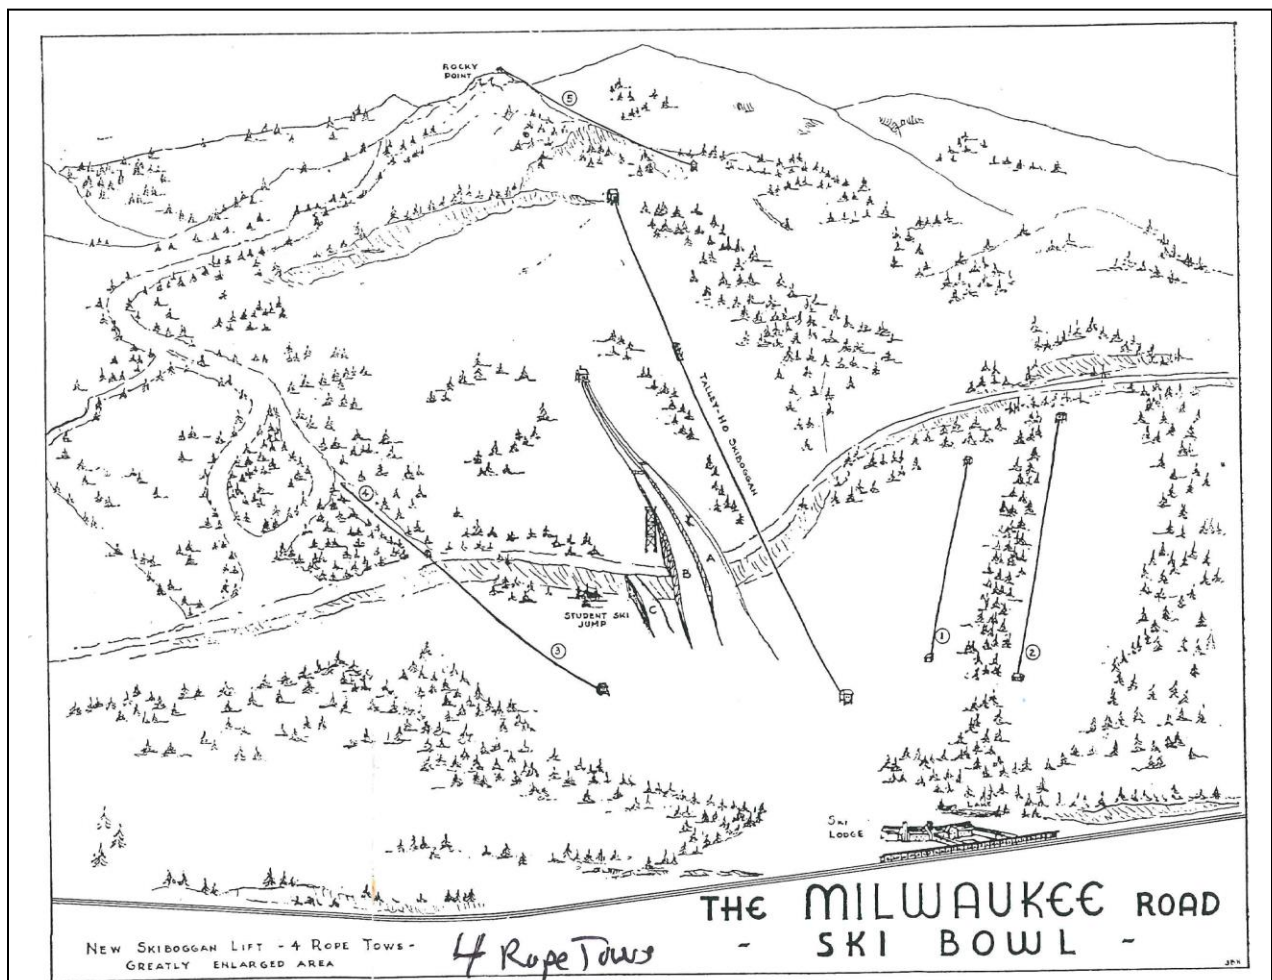 ROCKY
POINT
5
TALLEY-HO SKIBOGGAN
4
A
B
C
STUDENT SKI
JUMP
3
1
2
LAKE
SKI
LODGE
THE MILWAUKEE ROAD
- SKI BOWL -
NEW SKIBOGGAN LIFT - 4 ROPE TOWS -
GREATLY ENLARGED AREA
4 Rope Tows